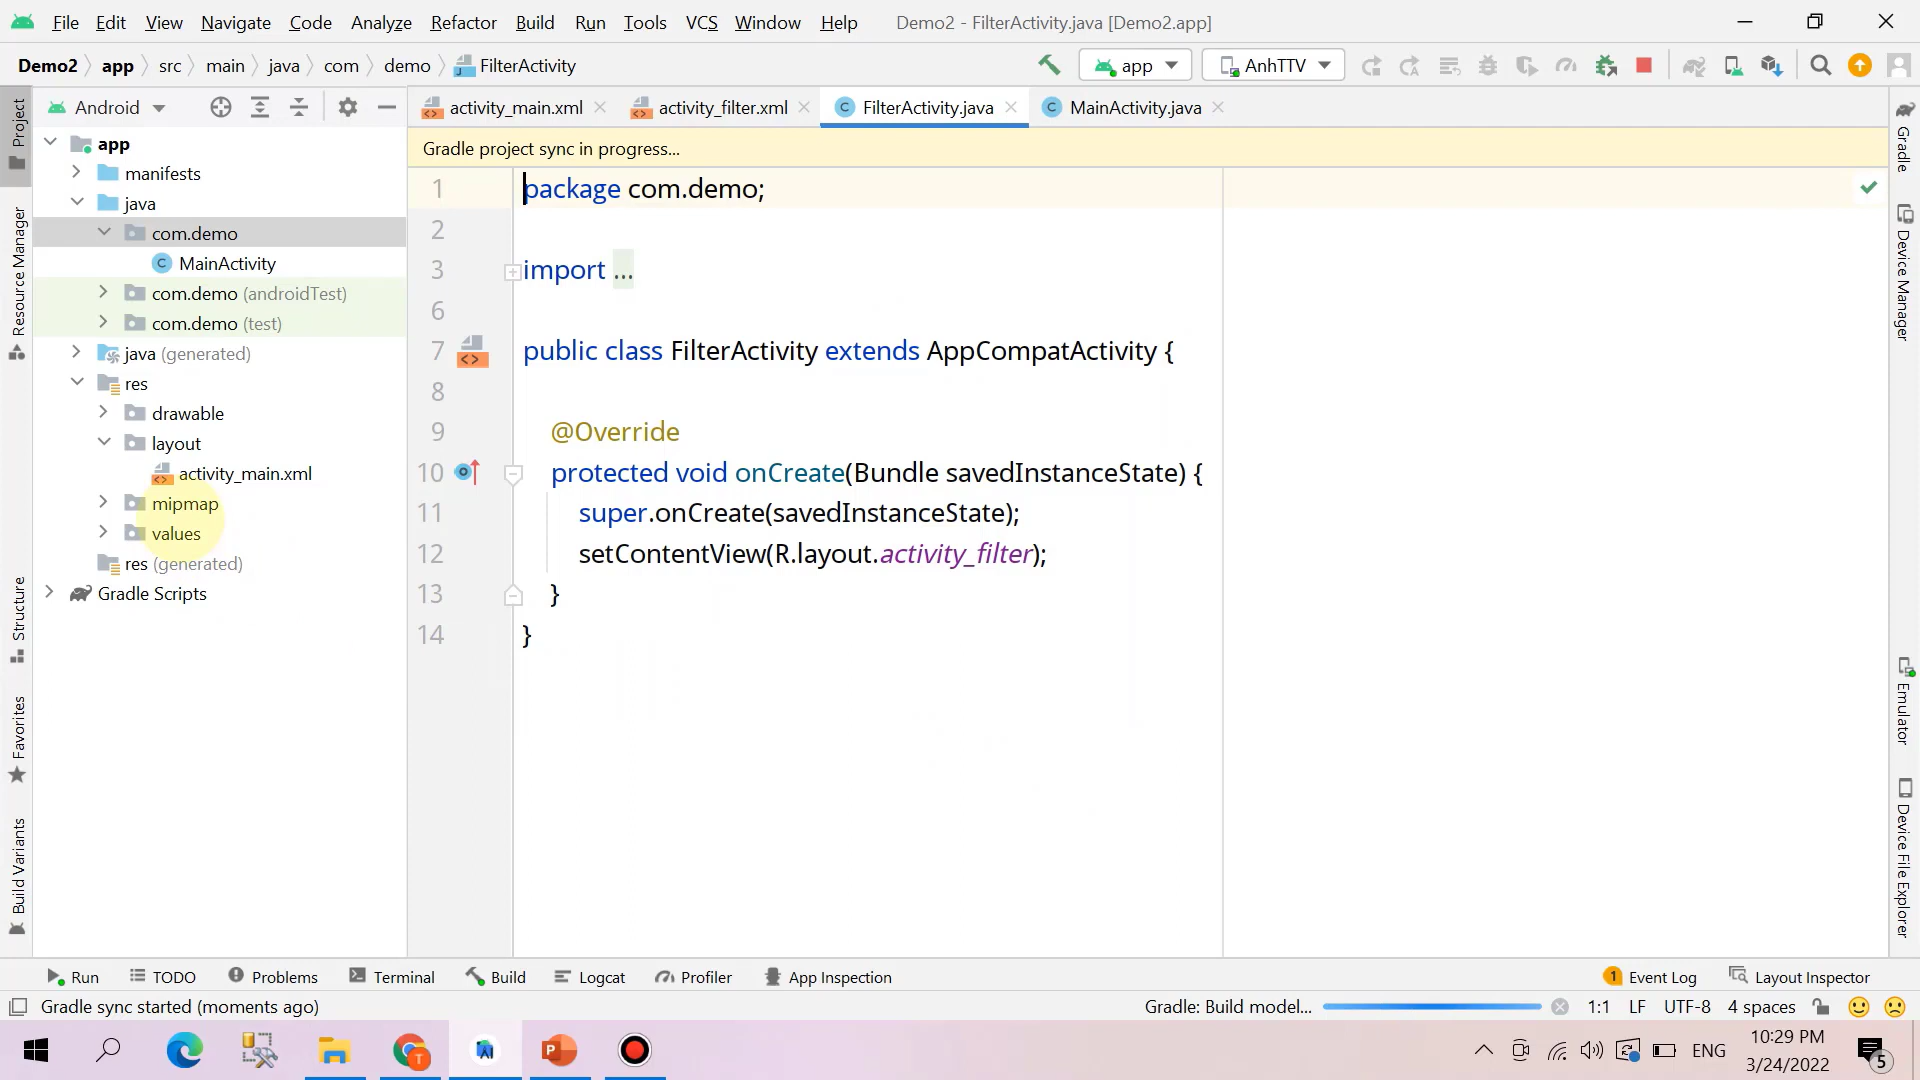 File Edit View Navigate Code Analyze Refactor Build Run Tools VCS Window Help Demo2 - FilterActivity.java [Demo2.app]
Demo2 app src main java com demo FilterActivity app AnhTTV
Android activity_main.xml activity_filter.xml FilterActivity.java MainActivity.java
Gradle project sync in progress...
app
manifests
java
com.demo
MainActivity
com.demo (androidTest)
com.demo (test)
java (generated)
res
drawable
layout
activity_main.xml
mipmap
values
res (generated)
Gradle Scripts
1 package com.demo;
2
3 import ...
6
7 public class FilterActivity extends AppCompatActivity {
8
9 @Override
10 protected void onCreate(Bundle savedInstanceState) {
11 super.onCreate(savedInstanceState);
12 setContentView(R.layout.activity_filter);
13 }
14 }
Project
Resource Manager
Structure
Favorites
Build Variants
Gradle
Device Manager
Emulator
Device File Explorer
Run TODO Problems Terminal Build Logcat Profiler App Inspection 1 Event Log Layout Inspector
Gradle sync started (moments ago) Gradle: Build model... 1:1 LF UTF-8 4 spaces
ENG 10:29 PM 5
3/24/2022